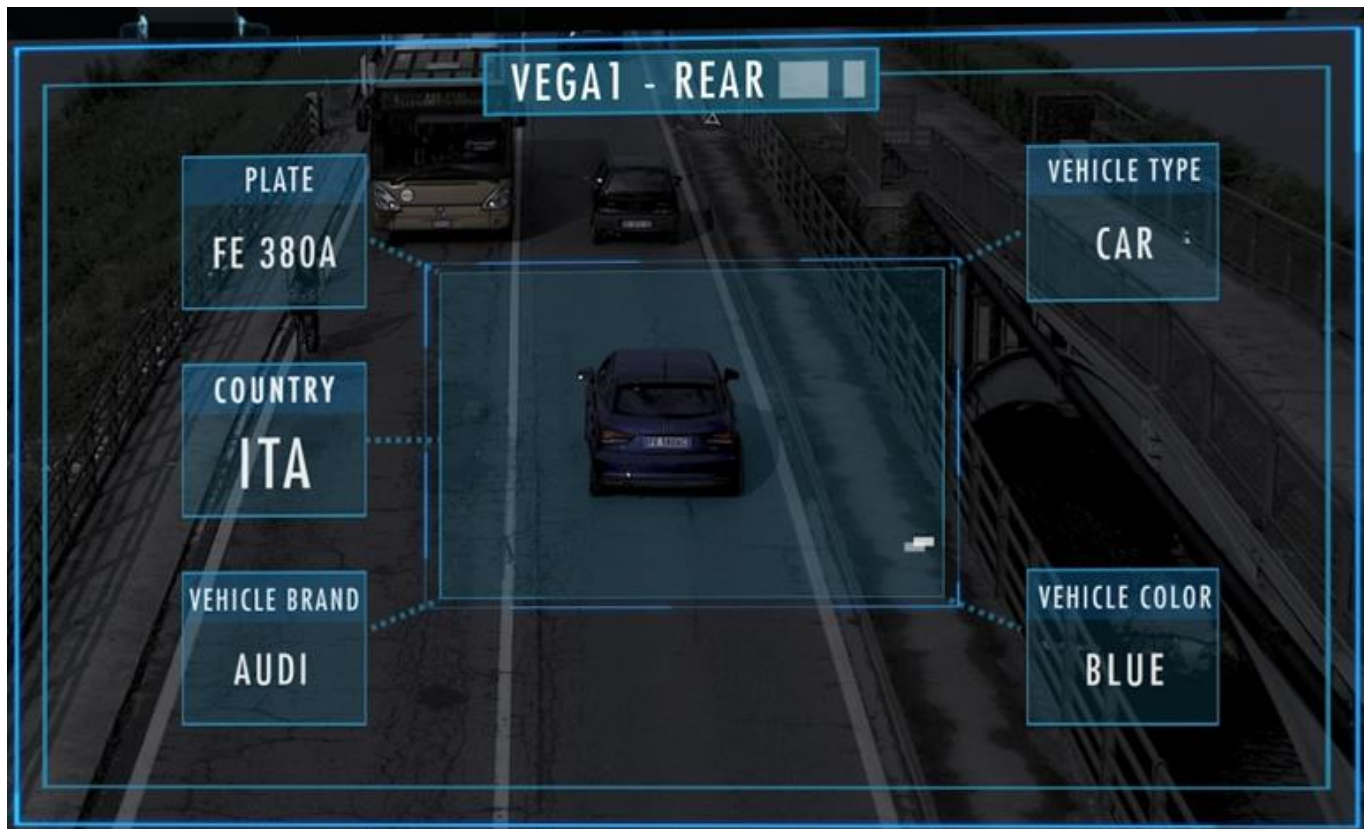 VEGA1 - REAR
PLATE
FE 380A
COUNTRY
ITA
VEHICLE BRAND
AUDI
VEHICLE TYPE
CAR
VEHICLE COLOR
BLUE